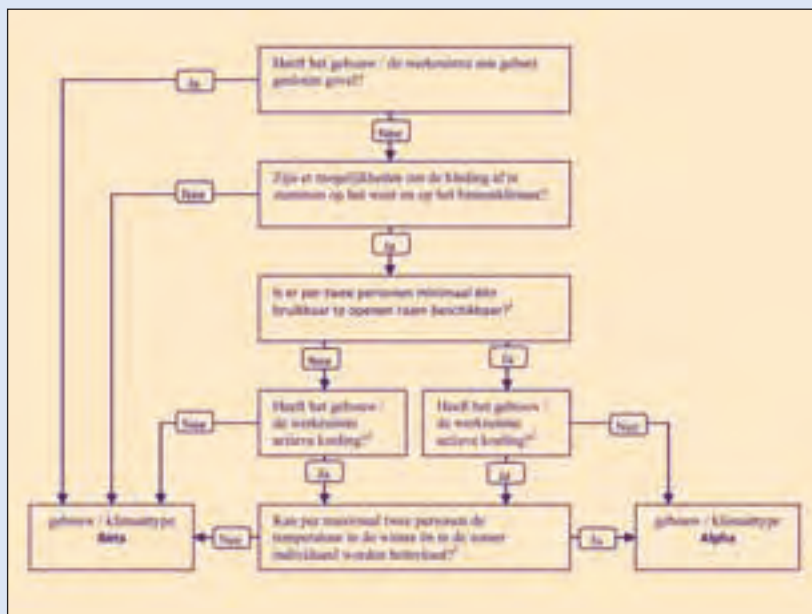 Heeft het gebouw / de werkruimte een geheel
gesloten gevel?
Ja
Nee
Zijn er mogelijkheden om de kleding af te
stemmen op het weer en op het binnenklimaat?
Nee
Ja
Is er per twee personen minimaal één
bruikbaar te openen raam beschikbaar?
Nee
Ja
Heeft het gebouw /
de werkruimte
actieve koeling?
Heeft het gebouw /
de werkruimte
actieve koeling?
Nee
Nee
Ja
Ja
gebouw / klimaattype
Beta
Nee
Kan per maximaal twee personen de
temperatuur in de winter én in de zomer
individueel worden beïnvloed?
Ja
gebouw / klimaattype
Alpha